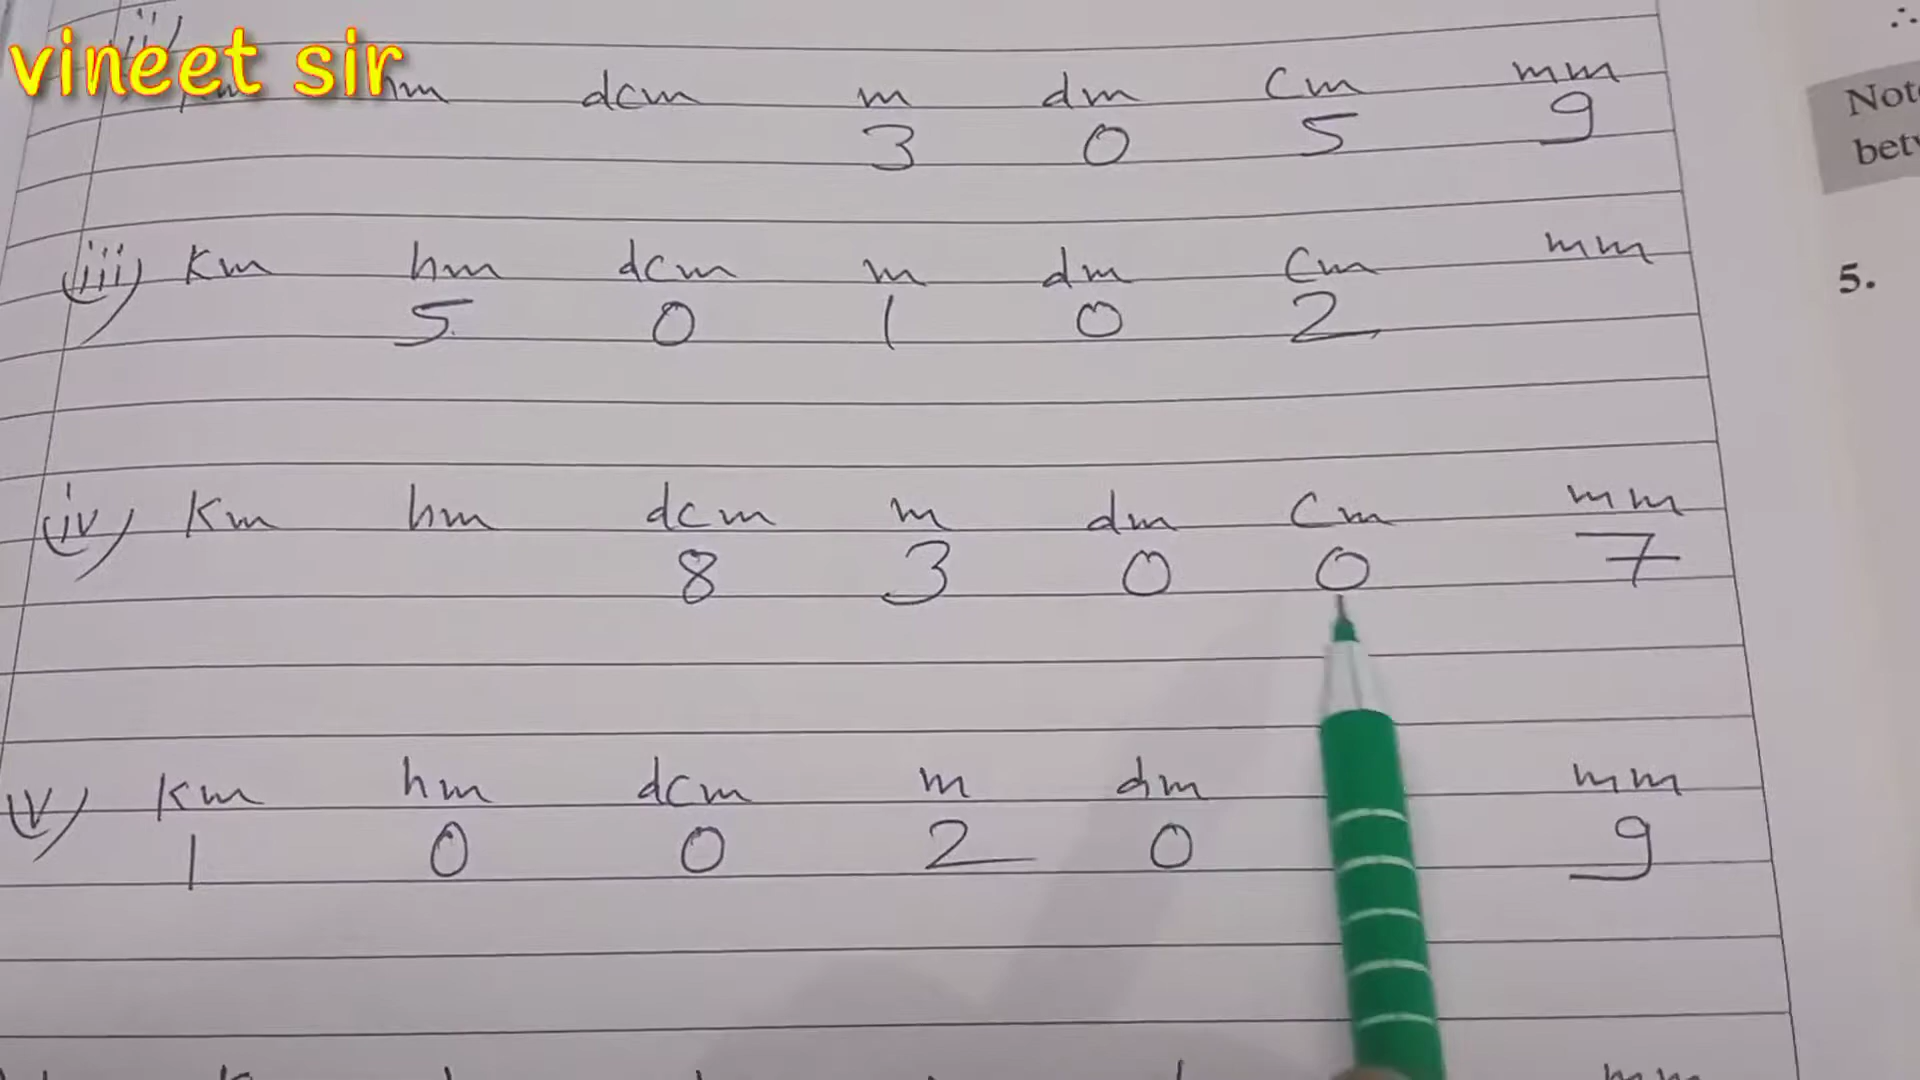 vineet sir
hm dcm m dm cm mm
3 0 5 9
(iii) Km hm dcm m dm cm mm
5 0 1 0 2
(iv) Km hm dcm m dm cm mm
8 3 0 0 7
(v) Km hm dcm m dm mm
1 0 0 2 0 9
Note
5.